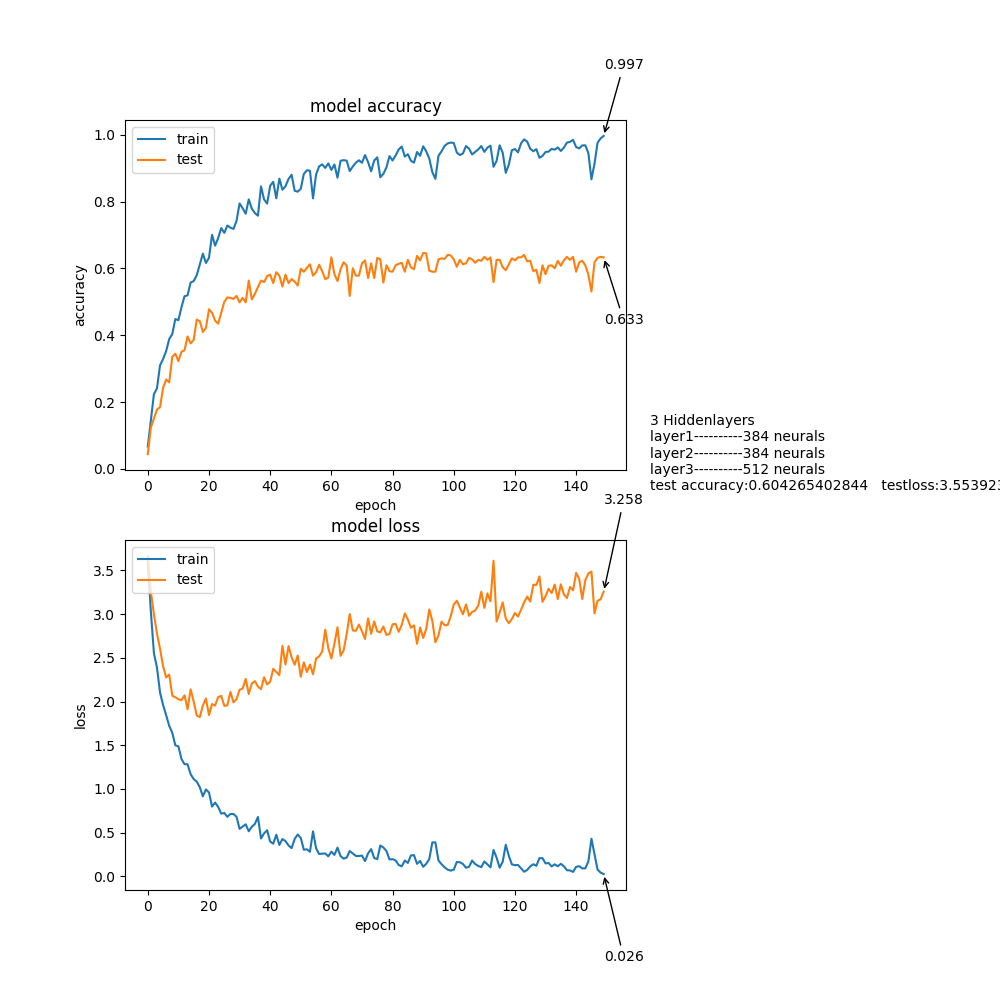 0.997
model accuracy
train
test
1.0
0.8
0.6
0.4
0.2
0.0
accuracy
0.633
0 20 40 60 80 100 120 140
epoch
3 Hiddenlayers
layer1----------384 neurals
layer2----------384 neurals
layer3----------512 neurals
test accuracy:0.604265402844 testloss:3.553923
3.258
model loss
train
test
3.5
3.0
2.5
2.0
1.5
1.0
0.5
0.0
loss
0 20 40 60 80 100 120 140
epoch
0.026